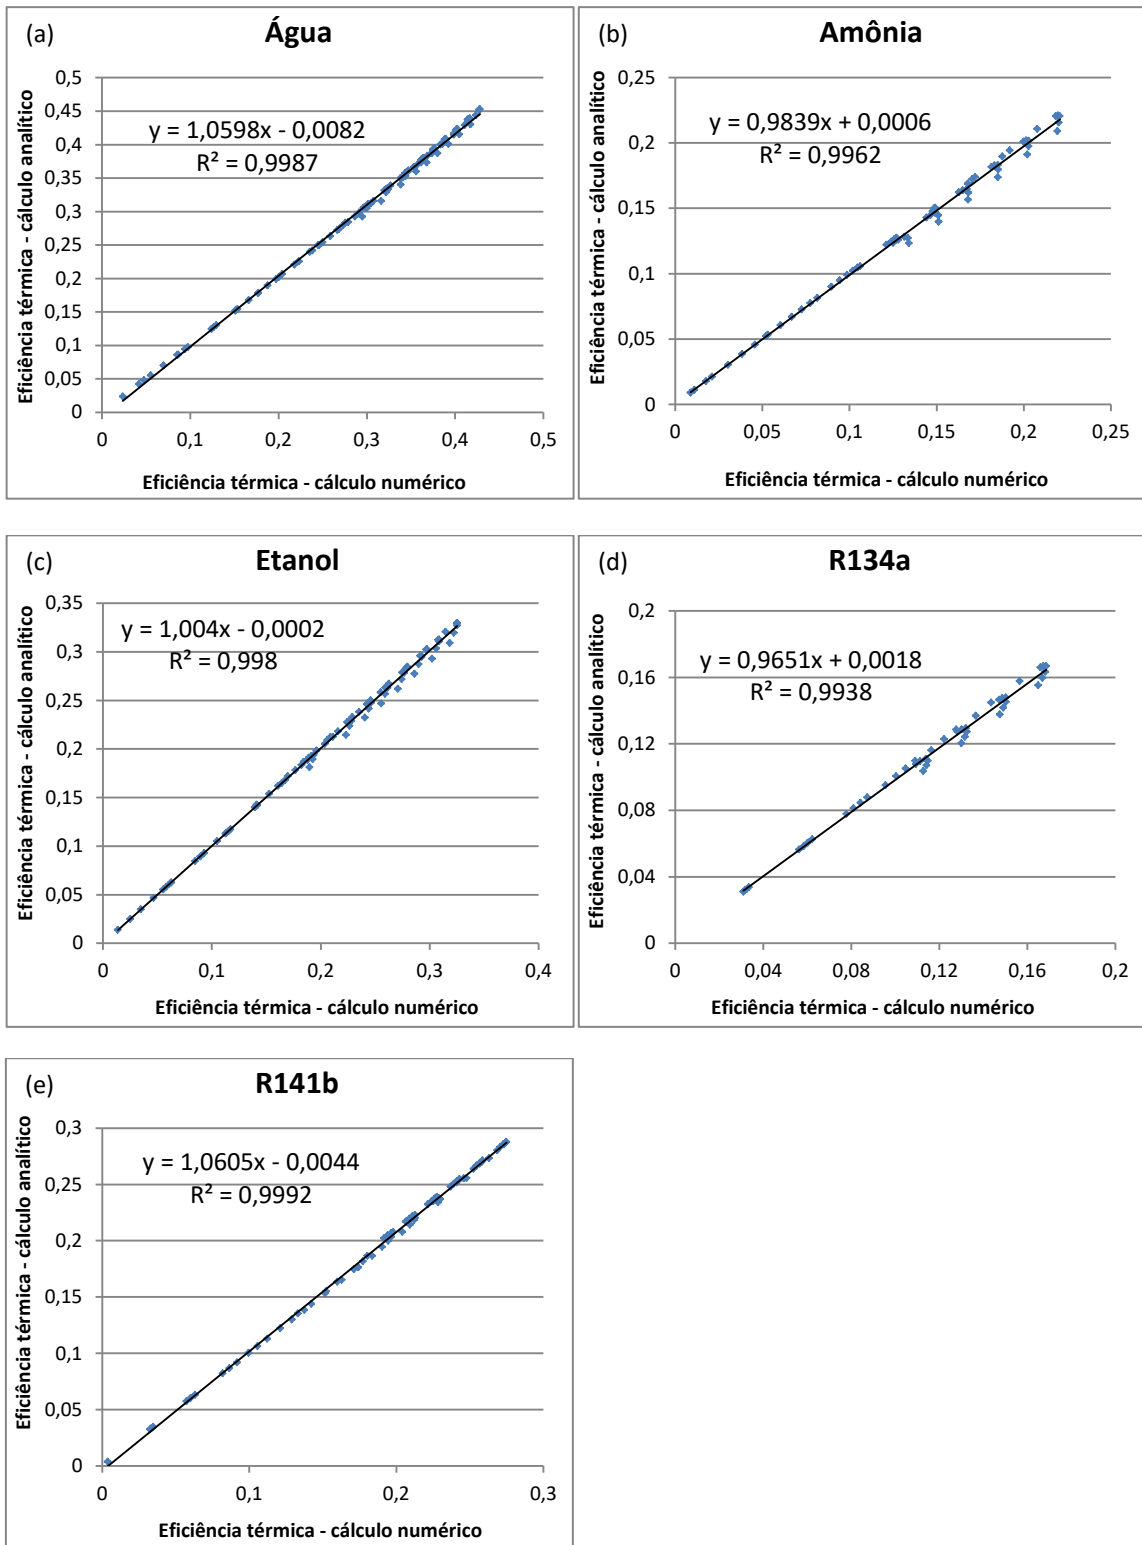 (a)
Água
Eficiência térmica - cálculo analítico
0,5
0,45
0,4
0,35
0,3
0,25
0,2
0,15
0,1
0,05
0
y = 1,0598x - 0,0082
R² = 0,9987
0 0,1 0,2 0,3 0,4 0,5
Eficiência térmica - cálculo numérico
(b)
Amônia
Eficiência térmica - cálculo analítico
0,25
0,2
0,15
0,1
0,05
0
y = 0,9839x + 0,0006
R² = 0,9962
0 0,05 0,1 0,15 0,2 0,25
Eficiência térmica - cálculo numérico
(c)
Etanol
Eficiência térmica - cálculo analítico
0,35
0,3
0,25
0,2
0,15
0,1
0,05
0
y = 1,004x - 0,0002
R² = 0,998
0 0,1 0,2 0,3 0,4
Eficiência térmica - cálculo numérico
(d)
R134a
Eficiência térmica - cálculo analítico
0,2
0,16
0,12
0,08
0,04
0
y = 0,9651x + 0,0018
R² = 0,9938
0 0,04 0,08 0,12 0,16 0,2
Eficiência térmica - cálculo numérico
(e)
R141b
Eficiência térmica - cálculo analítico
0,3
0,25
0,2
0,15
0,1
0,05
0
y = 1,0605x - 0,0044
R² = 0,9992
0 0,1 0,2 0,3
Eficiência térmica - cálculo numérico